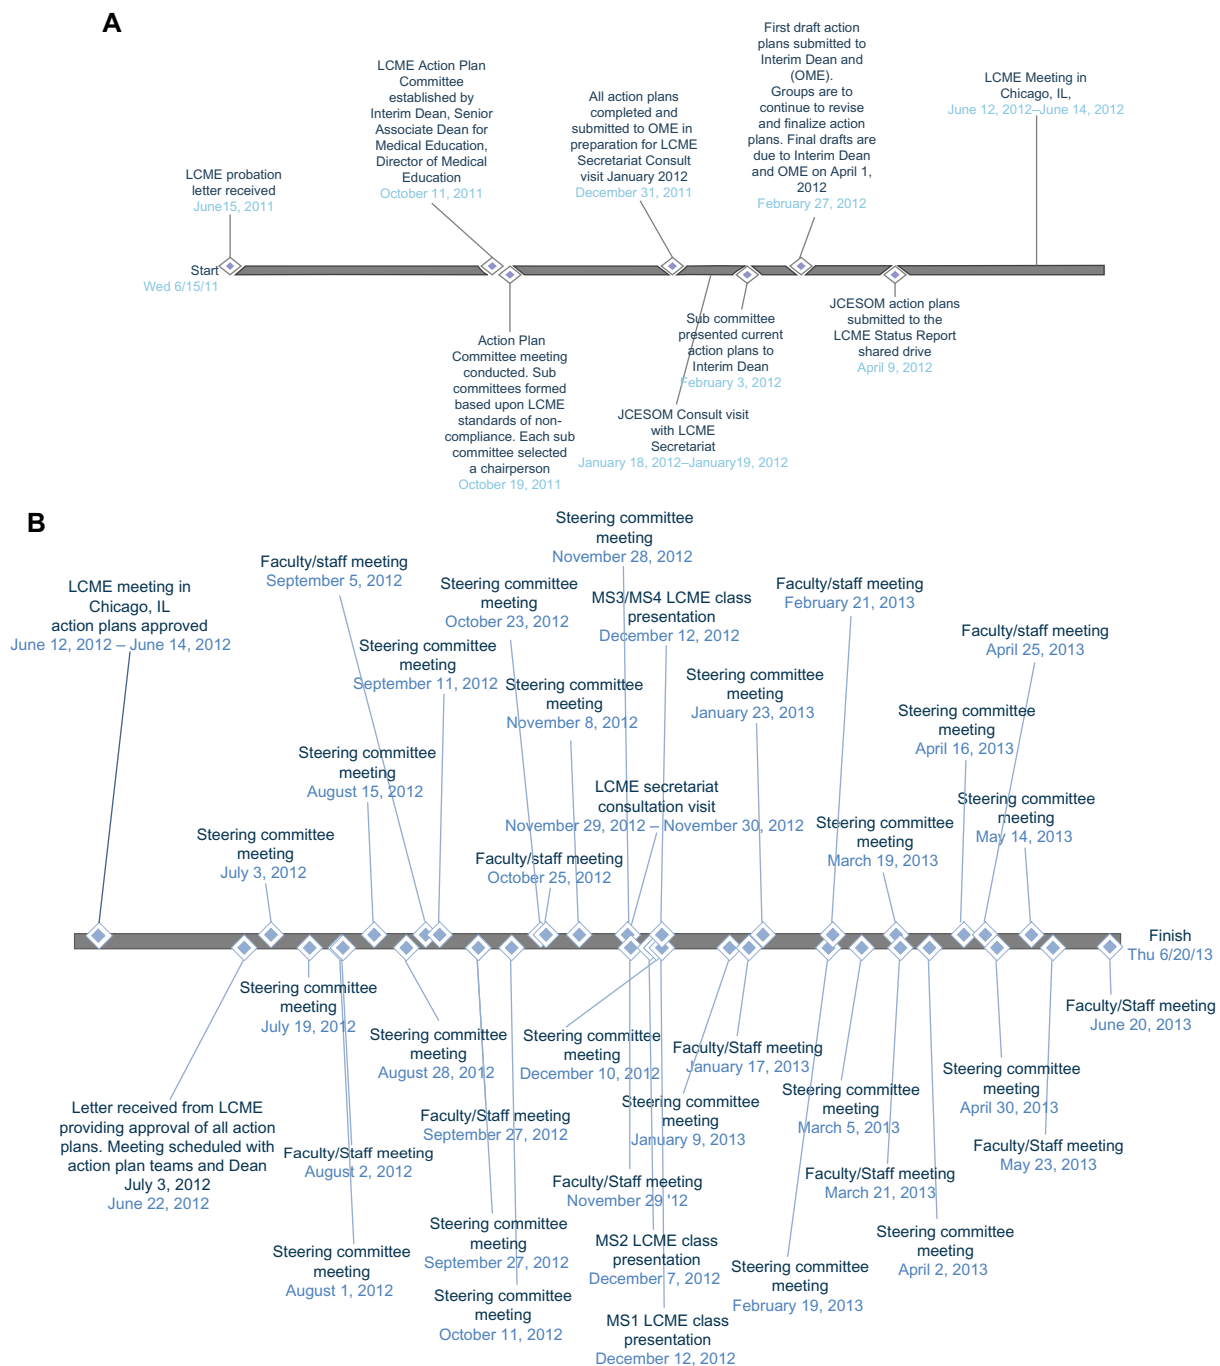 A
LCME probation
letter received
June15, 2011
LCME Action Plan
Committee
established by
Interim Dean, Senior
Associate Dean for
Medical Education,
Director of Medical
Education
October 11, 2011
All action plans
completed and
submitted to OME in
preparation for LCME
Secretariat Consult
visit January 2012
December 31, 2011
First draft action
plans submitted to
Interim Dean and
(OME).
Groups are to
continue to revise
and finalize action
plans. Final drafts are
due to Interim Dean
and OME on April 1,
2012
February 27, 2012
LCME Meeting in
Chicago, IL,
June 12, 2012–June 14, 2012
Start
Wed 6/15/11
Action Plan
Committee meeting
conducted. Sub
committees formed
based upon LCME
standards of non-
compliance. Each sub
committee selected
a chairperson
October 19, 2011
Sub committee
presented current
action plans to
Interim Dean
February 3, 2012
JCESOM Consult visit
with LCME
Secretariat
January 18, 2012–January19, 2012
JCESOM action plans
submitted to the
LCME Status Report
shared drive
April 9, 2012
B
LCME meeting in
Chicago, IL
action plans approved
June 12, 2012 – June 14, 2012
Steering committee
meeting
July 3, 2012
Steering committee
meeting
August 15, 2012
Faculty/staff meeting
September 5, 2012
Steering committee
meeting
September 11, 2012
Steering committee
meeting
October 23, 2012
Faculty/staff meeting
October 25, 2012
Steering committee
meeting
November 8, 2012
Steering committee
meeting
November 28, 2012
LCME secretariat
consultation visit
November 29, 2012 – November 30, 2012
MS3/MS4 LCME class
presentation
December 12, 2012
Steering committee
meeting
January 23, 2013
Faculty/staff meeting
February 21, 2013
Steering committee
meeting
March 19, 2013
Steering committee
meeting
April 16, 2013
Faculty/staff meeting
April 25, 2013
Steering committee
meeting
May 14, 2013
Finish
Thu 6/20/13
Letter received from LCME
providing approval of all action
plans. Meeting scheduled with
action plan teams and Dean
July 3, 2012
June 22, 2012
Steering committee
meeting
July 19, 2012
Steering committee
meeting
August 1, 2012
Faculty/Staff meeting
August 2, 2012
Steering committee
meeting
August 28, 2012
Faculty/Staff meeting
September 27, 2012
Steering committee
meeting
September 27, 2012
Steering committee
meeting
October 11, 2012
Faculty/Staff meeting
November 29 '12
MS2 LCME class
presentation
December 7, 2012
Steering committee
meeting
December 10, 2012
MS1 LCME class
presentation
December 12, 2012
Steering committee
meeting
January 9, 2013
Faculty/Staff meeting
January 17, 2013
Steering committee
meeting
February 19, 2013
Steering committee
meeting
March 5, 2013
Faculty/Staff meeting
March 21, 2013
Steering committee
meeting
April 2, 2013
Steering committee
meeting
April 30, 2013
Faculty/Staff meeting
May 23, 2013
Faculty/Staff meeting
June 20, 2013